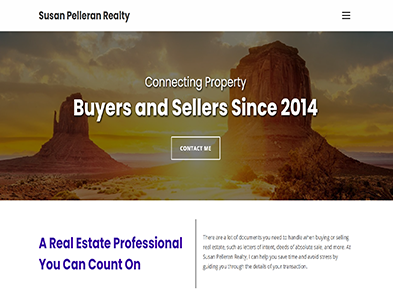 Susan Pelleran Realty
Connecting Property
Buyers and Sellers Since 2014
CONTACT ME
A Real Estate Professional
You Can Count On
There are a lot of documents you need to handle when buying or selling
real estate, such as letters of intent, deeds of absolute sale, and more. At
Susan Pelleran Realty, I can help you save time and avoid stress by
guiding you through the details of your transaction.